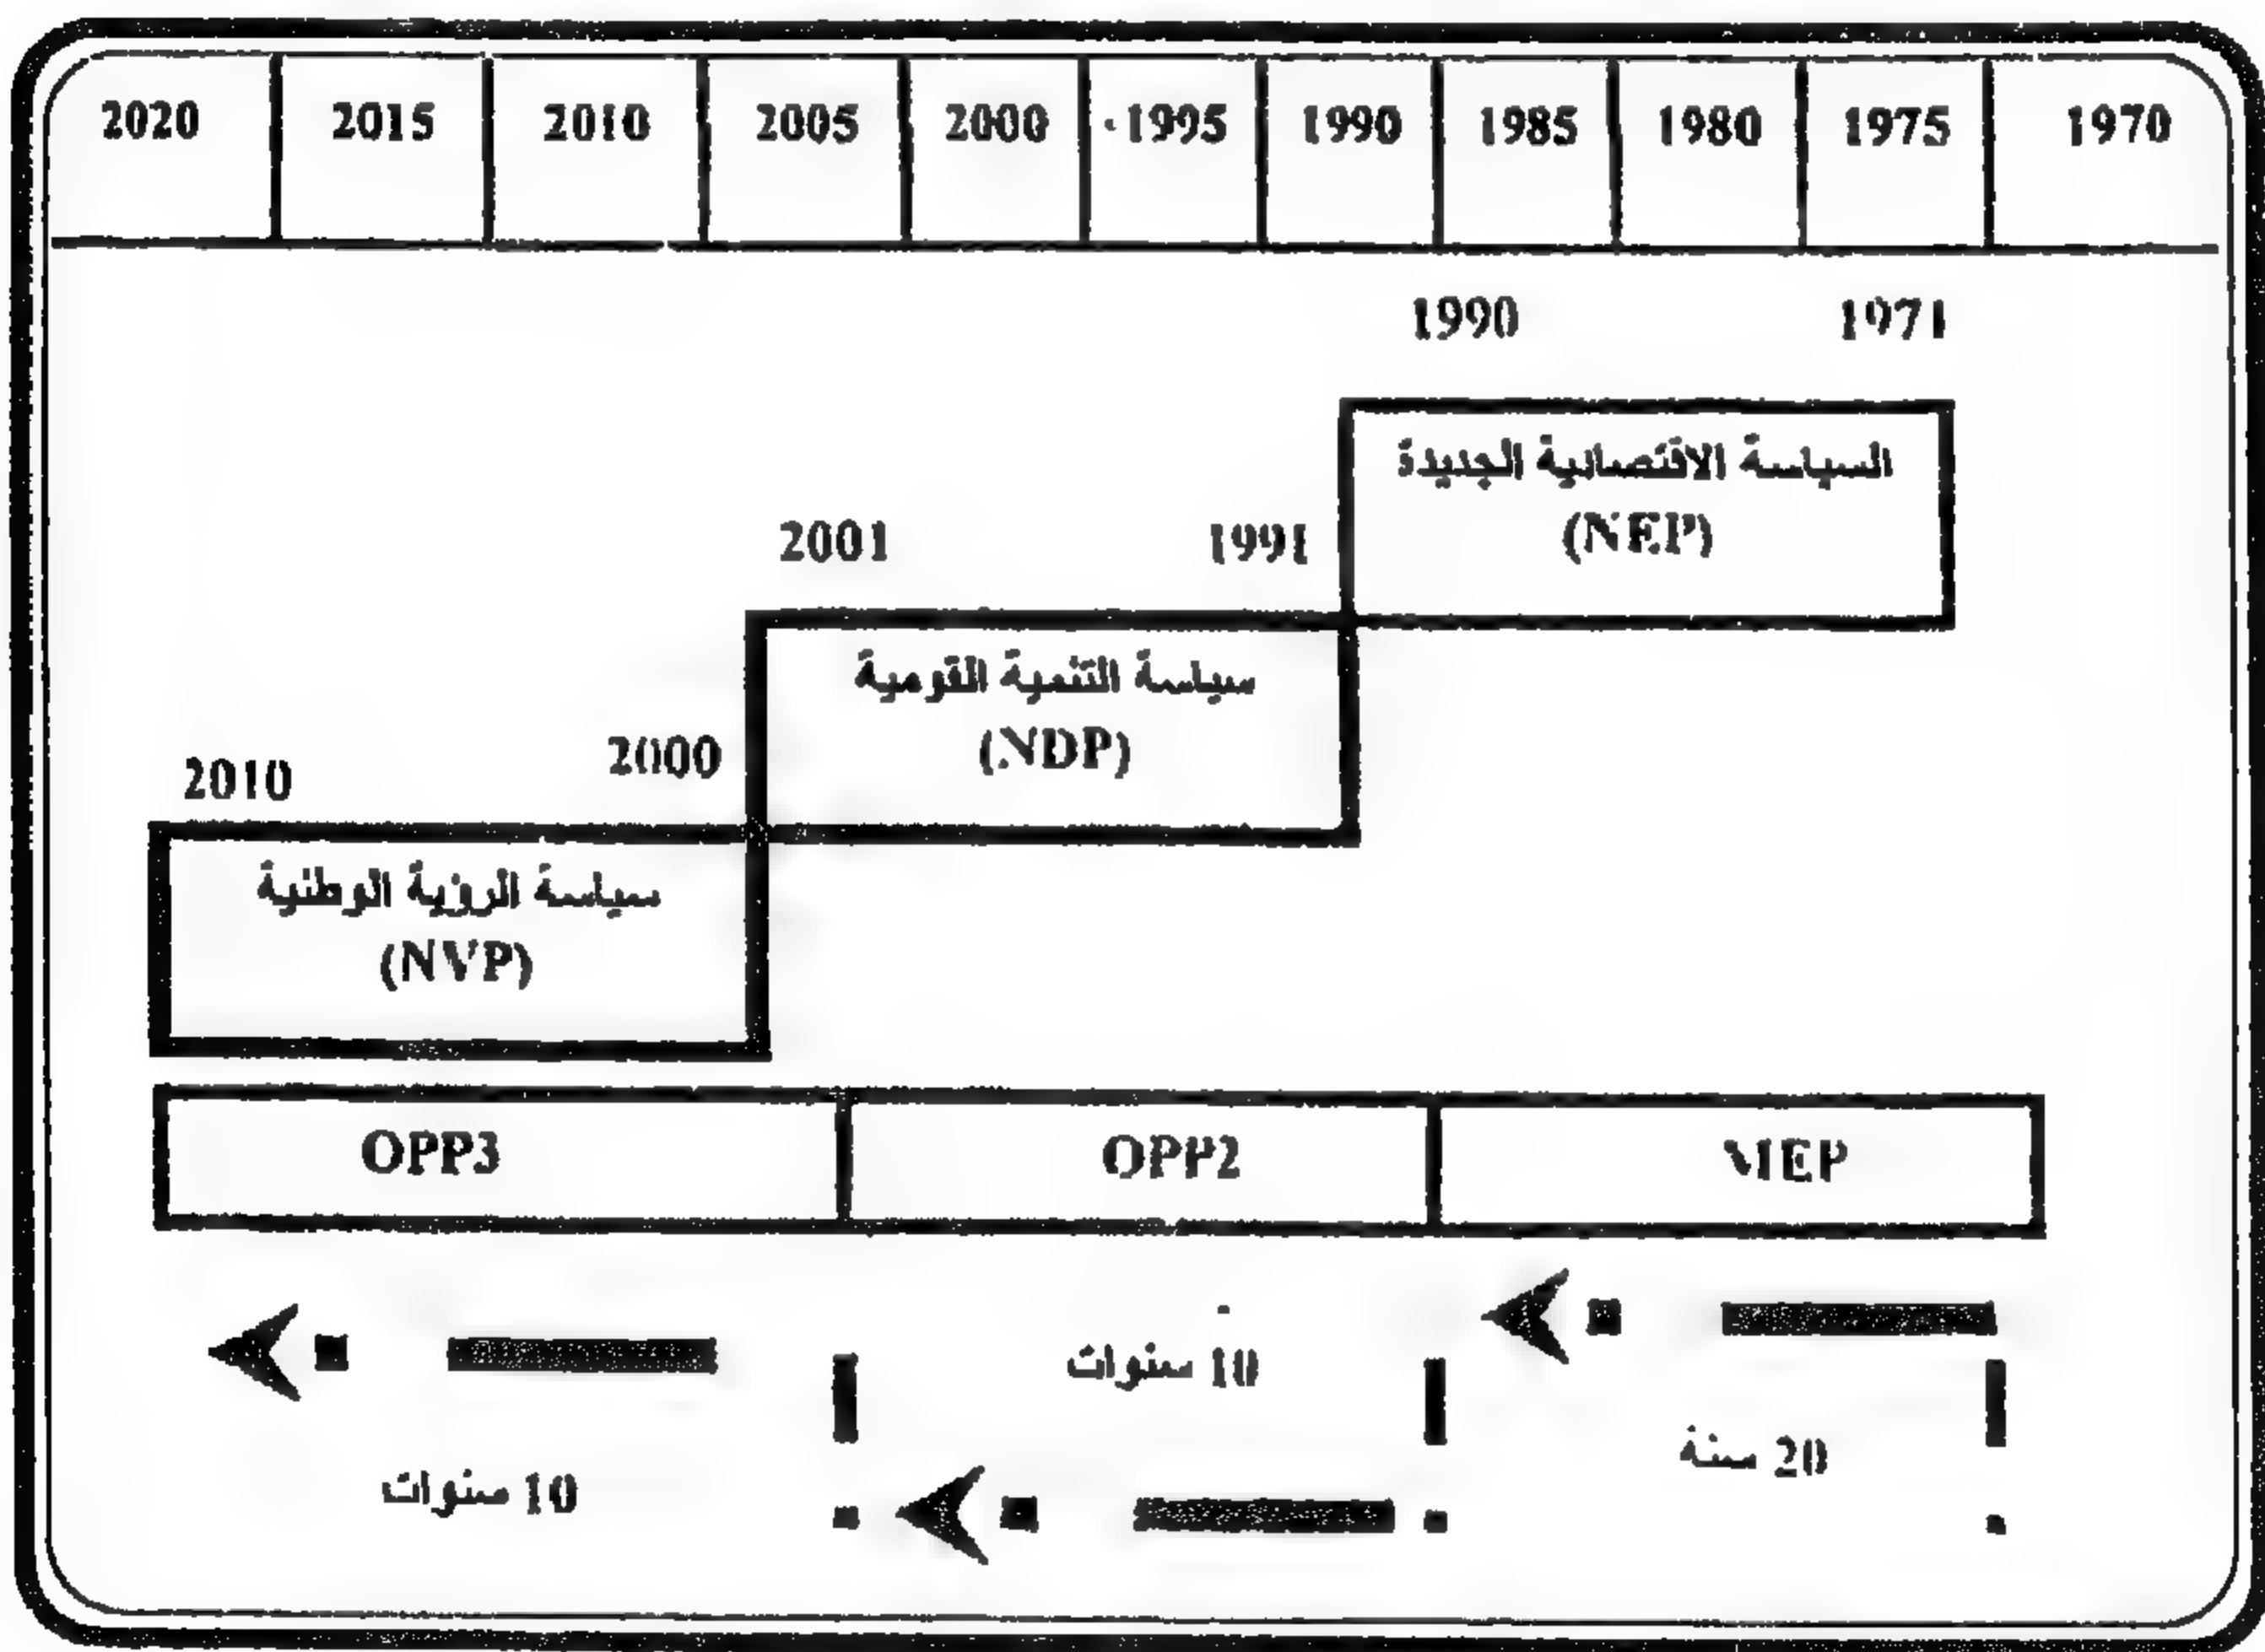 1970 1975 1980 1985 1990 1995 2000 2005 2010 2015 2020
1971 1990
السياسة الاقتصادية الجديدة
(NEP)
1991 2001
سياسة التنمية القومية
(NDP)
2000 2010
سياسة الرؤية الوطنية
(NVP)
MEP OPP2 OPP3
10 سنوات
20 سنة
10 سنوات